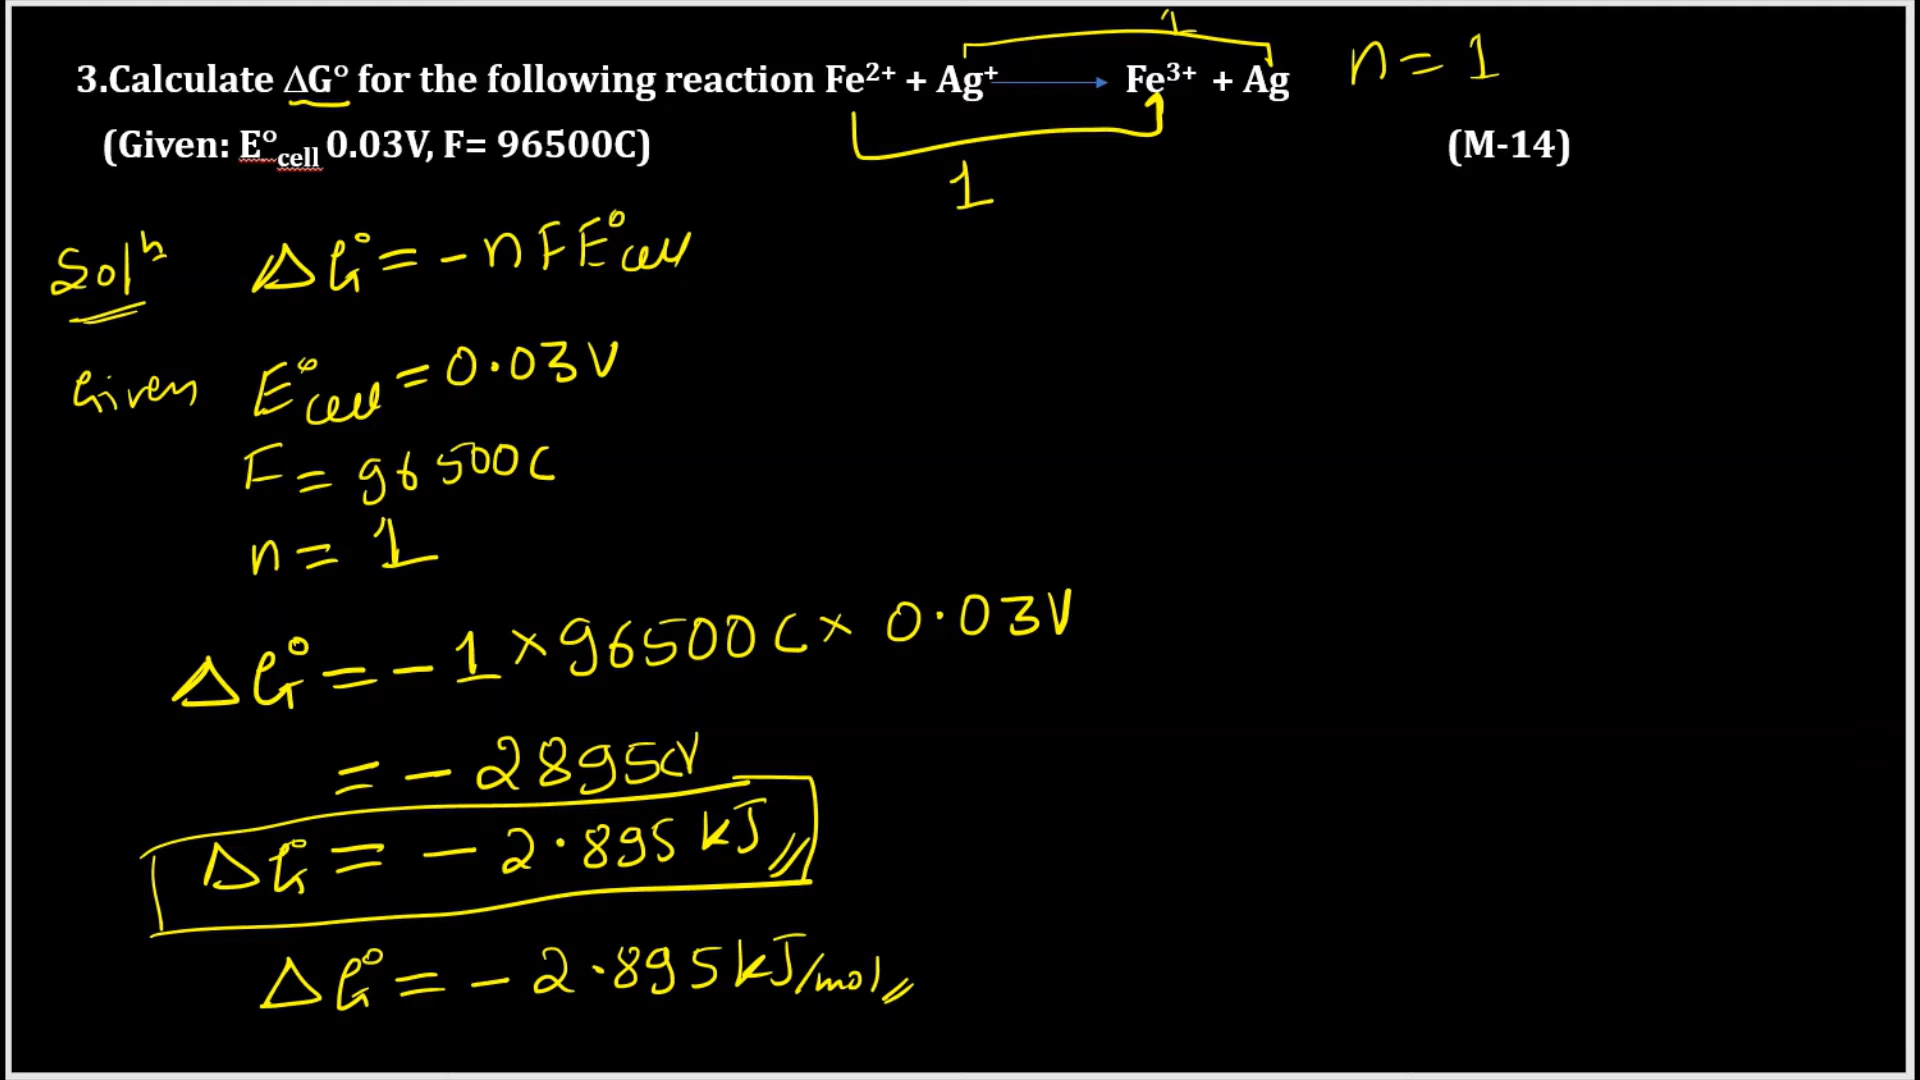 3.Calculate ΔG° for the following reaction Fe²⁺ + Ag⁺ → Fe³⁺ + Ag
1
n = 1
(Given: E°cell 0.03V, F= 96500C)
(M-14)
1
Solⁿ ΔG° = - n F E°cell
Given E°cell = 0.03V
F = 96500C
n = 1
ΔG° = - 1 × 96500C × 0.03V
= - 2895CV
ΔG° = - 2.895 kJ
ΔG° = - 2.895 kJ/mol